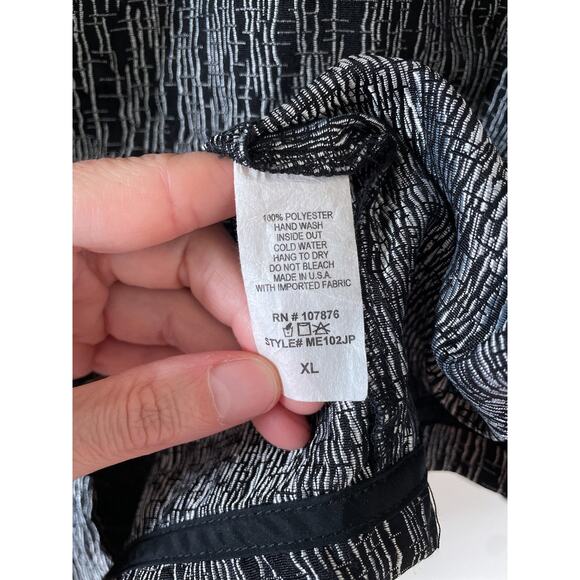 100% POLYESTER
HAND WASH
INSIDE OUT
COLD WATER
HANG TO DRY
DO NOT BLEACH
MADE IN U.S.A.
WITH IMPORTED FABRIC
RN # 107876
STYLE# ME102JP
XL